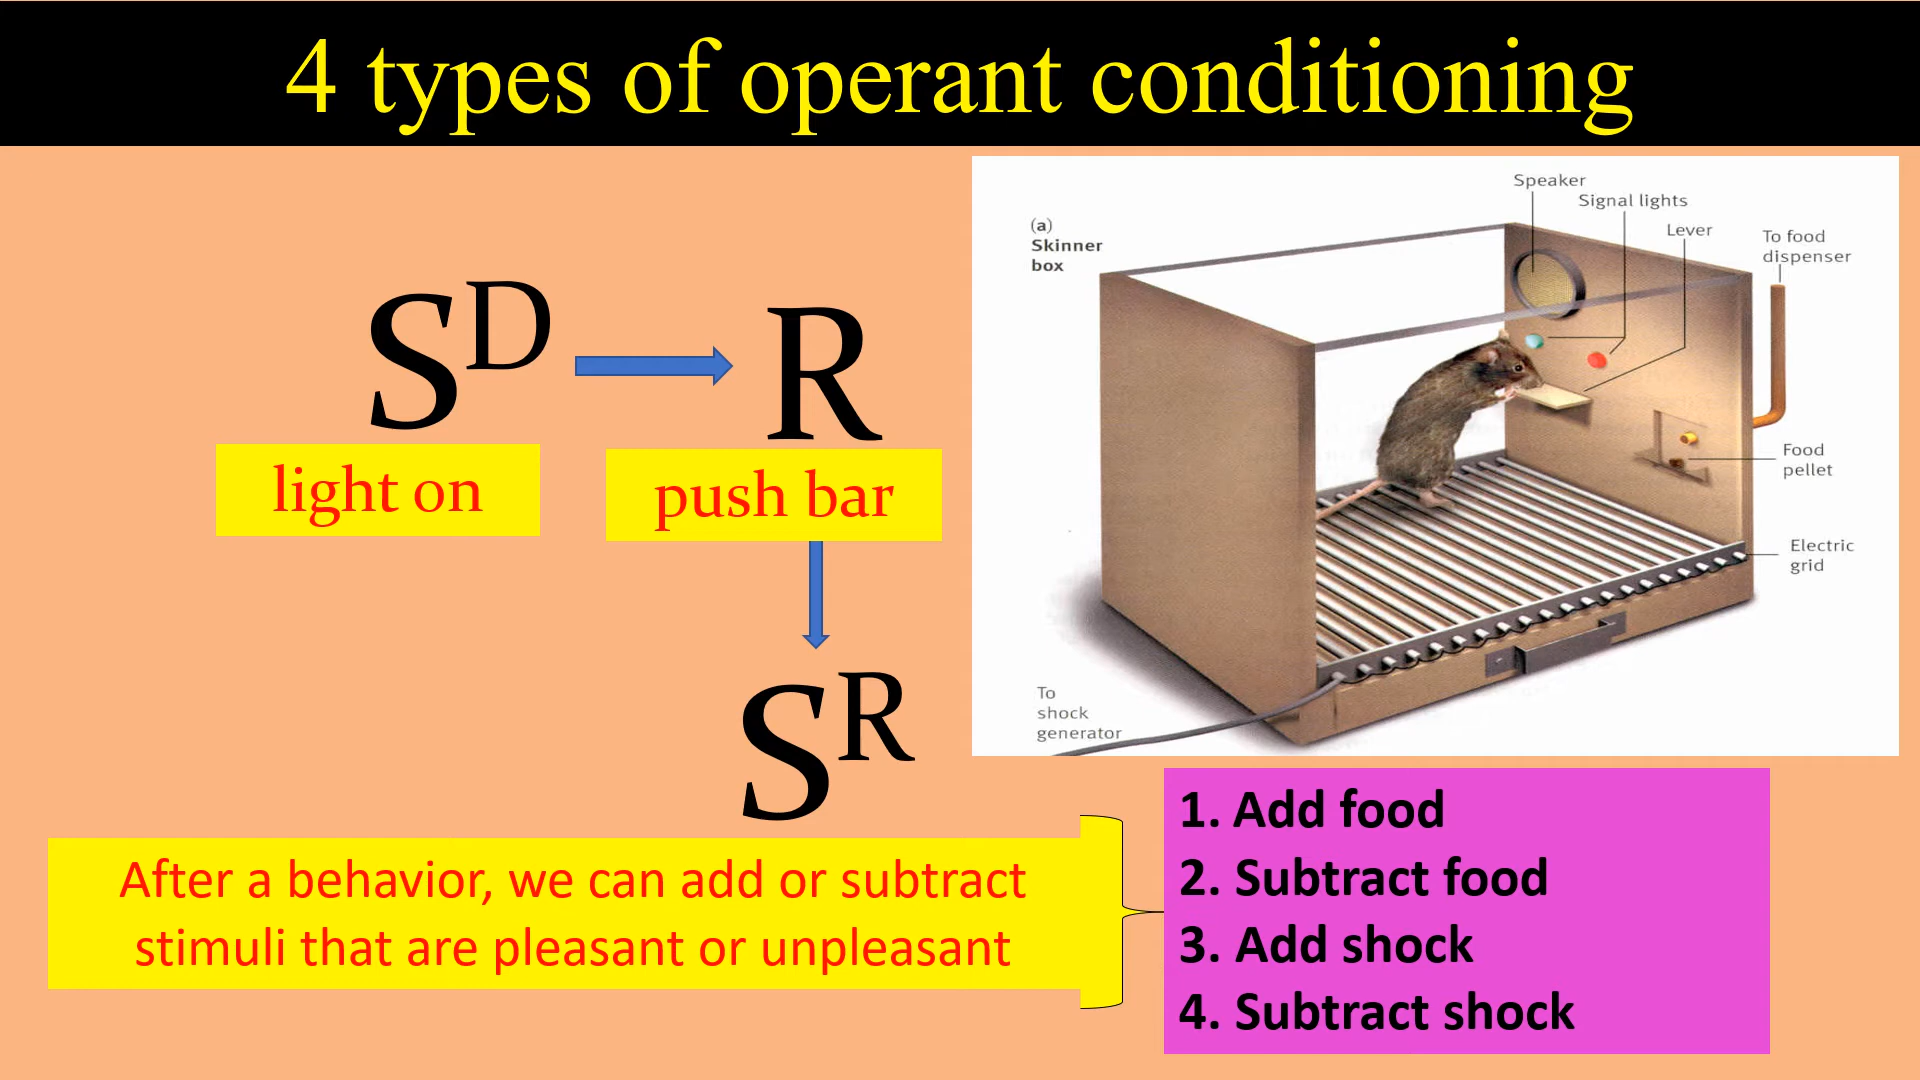 4 types of operant conditioning
S^D
R
light on
push bar
S^R
After a behavior, we can add or subtract
stimuli that are pleasant or unpleasant
(a)
Skinner
box
Speaker
Signal lights
Lever
To food
dispenser
Food
pellet
Electric
grid
To
shock
generator
1. Add food
2. Subtract food
3. Add shock
4. Subtract shock